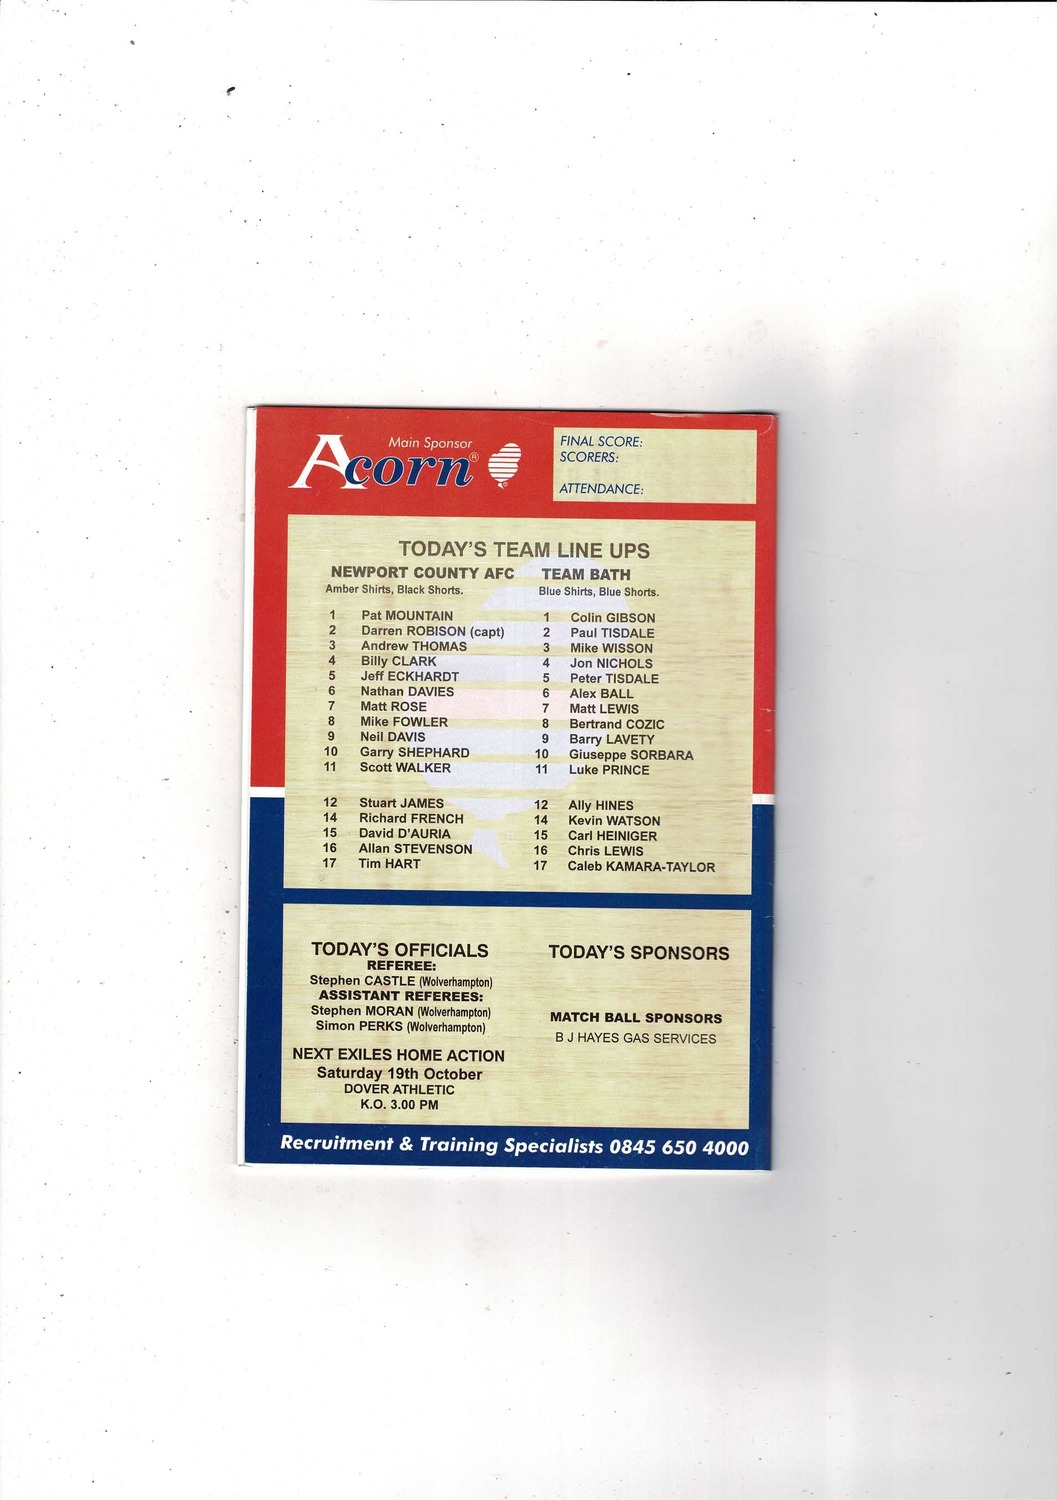 Main Sponsor
Acorn®
FINAL SCORE:
SCORERS:
ATTENDANCE:
TODAY'S TEAM LINE UPS
NEWPORT COUNTY AFC TEAM BATH
Amber Shirts, Black Shorts. Blue Shirts, Blue Shorts.
1 Pat MOUNTAIN 1 Colin GIBSON
2 Darren ROBISON (capt) 2 Paul TISDALE
3 Andrew THOMAS 3 Mike WISSON
4 Billy CLARK 4 Jon NICHOLS
5 Jeff ECKHARDT 5 Peter TISDALE
6 Nathan DAVIES 6 Alex BALL
7 Matt ROSE 7 Matt LEWIS
8 Mike FOWLER 8 Bertrand COZIC
9 Neil DAVIS 9 Barry LAVETY
10 Garry SHEPHARD 10 Giuseppe SORBARA
11 Scott WALKER 11 Luke PRINCE
12 Stuart JAMES 12 Ally HINES
14 Richard FRENCH 14 Kevin WATSON
15 David D'AURIA 15 Carl HEINIGER
16 Allan STEVENSON 16 Chris LEWIS
17 Tim HART 17 Caleb KAMARA-TAYLOR
TODAY'S OFFICIALS
REFEREE:
Stephen CASTLE (Wolverhampton)
ASSISTANT REFEREES:
Stephen MORAN (Wolverhampton)
Simon PERKS (Wolverhampton)
NEXT EXILES HOME ACTION
Saturday 19th October
DOVER ATHLETIC
K.O. 3.00 PM
TODAY'S SPONSORS
MATCH BALL SPONSORS
B J HAYES GAS SERVICES
Recruitment & Training Specialists 0845 650 4000